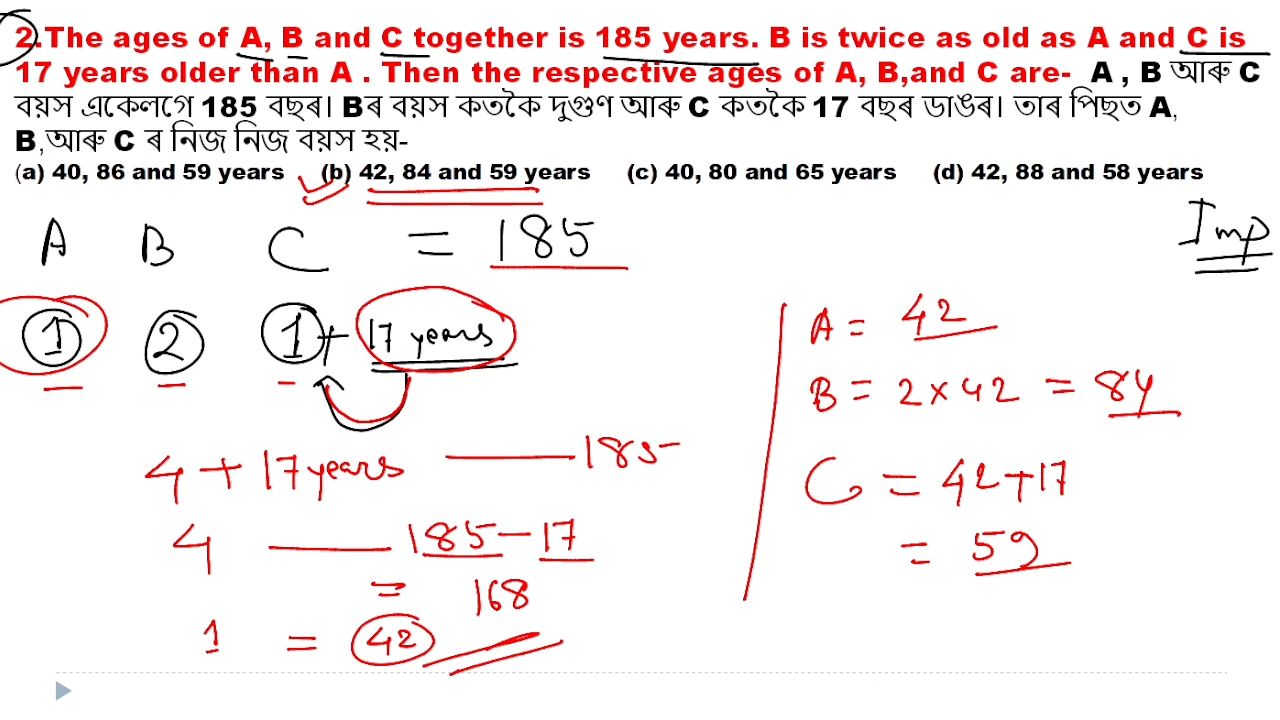 2.The ages of A, B and C together is 185 years. B is twice as old as A and C is
17 years older than A . Then the respective ages of A, B,and C are- A , B আৰু C
বয়স একেলগে 185 বছৰ। Bৰ বয়স কতকৈ দুগুণ আৰু C কতকৈ 17 বছৰ ডাঙৰ। তাৰ পিছত A,
B,আৰু C ৰ নিজ নিজ বয়স হয়-
(a) 40, 86 and 59 years (b) 42, 84 and 59 years (c) 40, 80 and 65 years (d) 42, 88 and 58 years
A B C = 185
Imp
1 2 1 + 17 years
4 + 17 years 185
4 185 - 17
= 168
1 = 42
A = 42
B = 2 × 42 = 84
C = 42 + 17
= 59